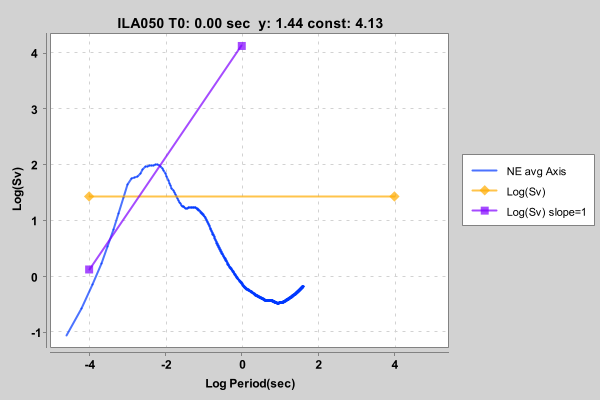 ILA050 T0: 0.00 sec  y: 1.44 const: 4.13
Log(Sv)
4
3
2
1
0
-1
-4
-2
0
2
4
Log Period(sec)
NE avg Axis
Log(Sv)
Log(Sv) slope=1